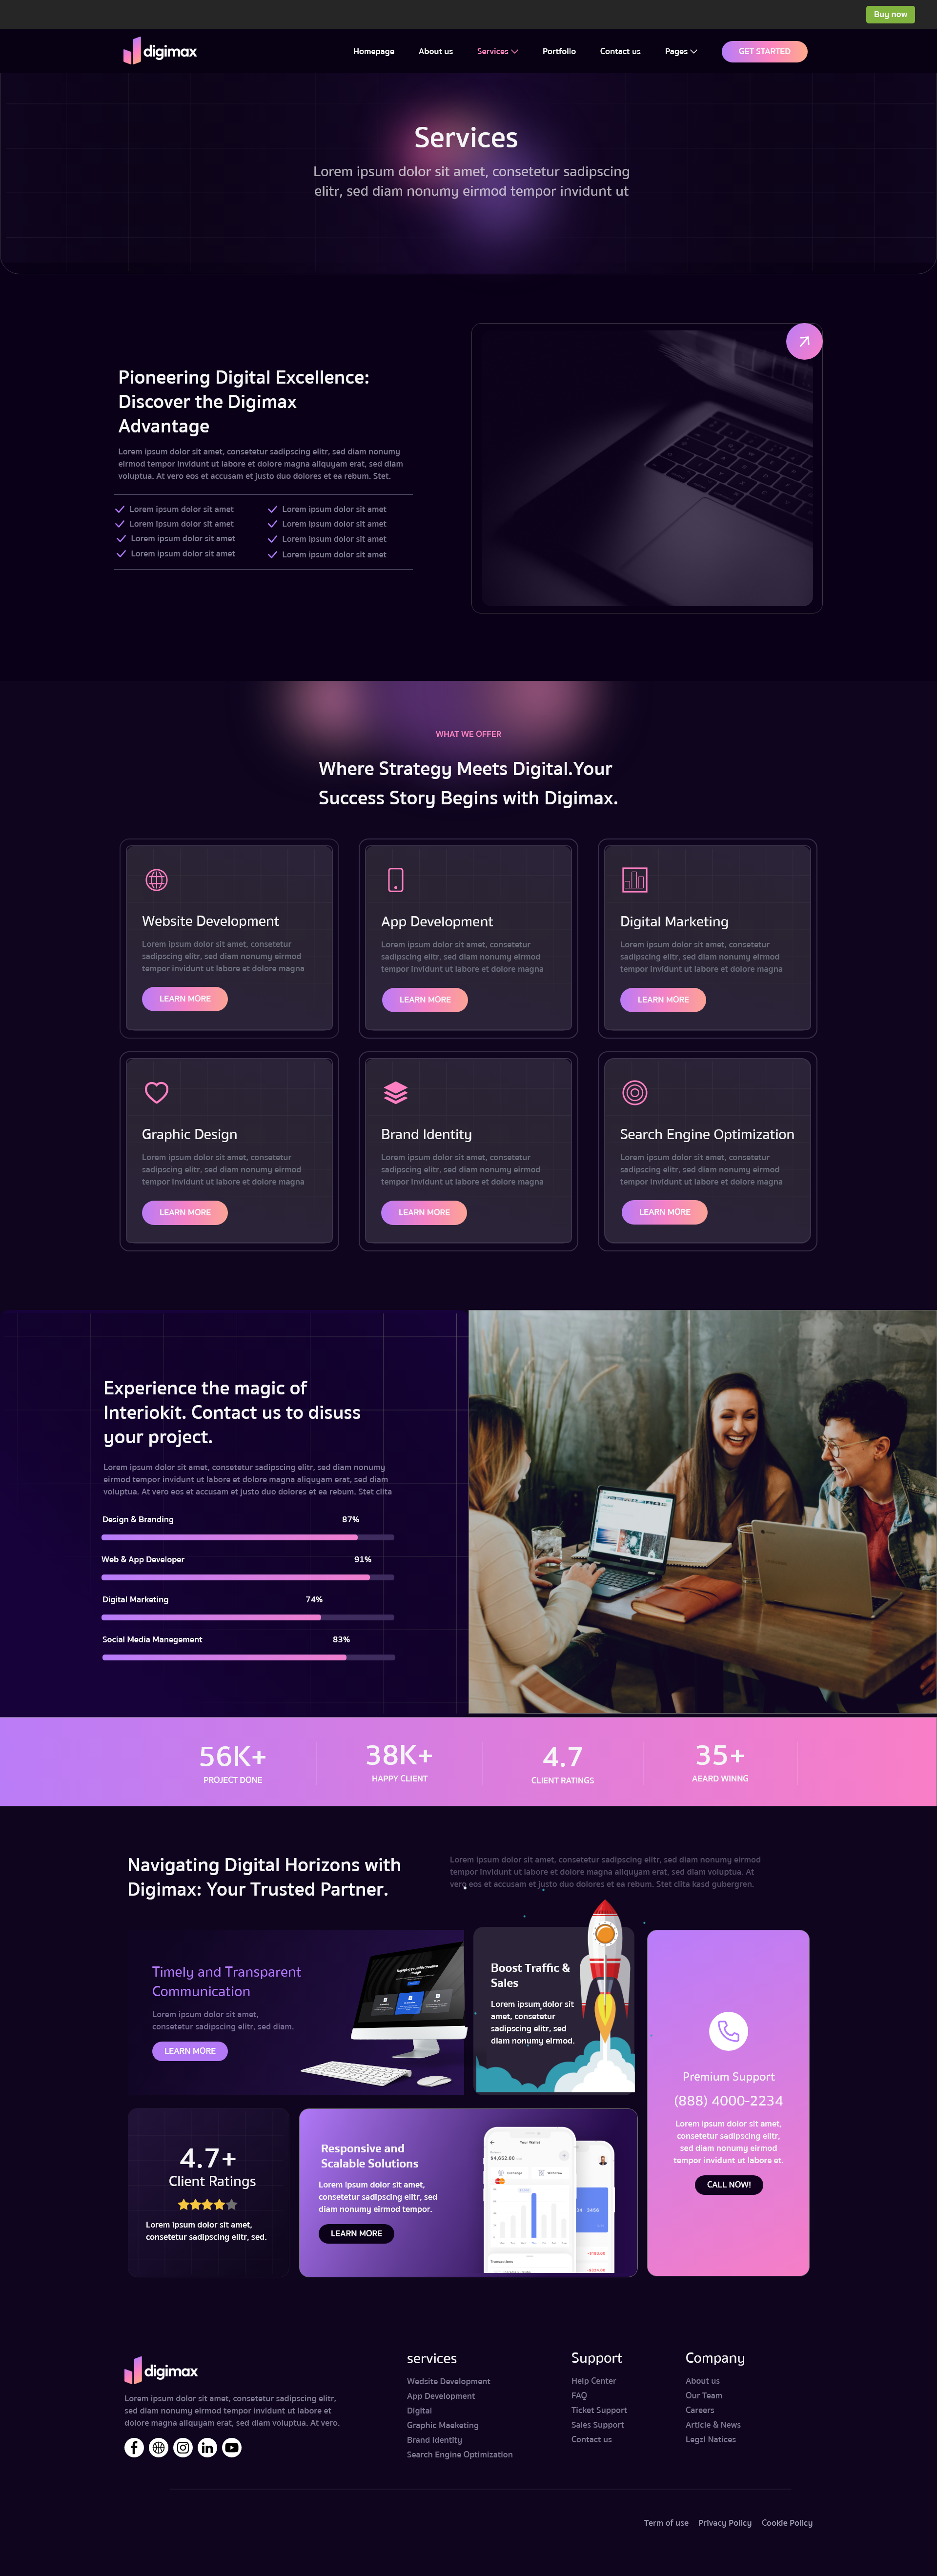 Buy now
digimax
Homepage About us Services Portfolio Contact us Pages GET STARTED
Services
Lorem ipsum dolor sit amet, consetetur sadipscing
elitr, sed diam nonumy eirmod tempor invidunt ut
Pioneering Digital Excellence:
Discover the Digimax
Advantage
Lorem ipsum dolor sit amet, consetetur sadipscing elitr, sed diam nonumy
eirmod tempor invidunt ut labore et dolore magna aliquyam erat, sed diam
voluptua. At vero eos et accusam et justo duo dolores et ea rebum. Stet.
Lorem ipsum dolor sit amet
Lorem ipsum dolor sit amet
Lorem ipsum dolor sit amet
Lorem ipsum dolor sit amet
Lorem ipsum dolor sit amet
Lorem ipsum dolor sit amet
Lorem ipsum dolor sit amet
Lorem ipsum dolor sit amet
WHAT WE OFFER
Where Strategy Meets Digital.Your
Success Story Begins with Digimax.
Website Development
Lorem ipsum dolor sit amet, consetetur
sadipscing elitr, sed diam nonumy eirmod
tempor invidunt ut labore et dolore magna
LEARN MORE
App Development
Lorem ipsum dolor sit amet, consetetur
sadipscing elitr, sed diam nonumy eirmod
tempor invidunt ut labore et dolore magna
LEARN MORE
Digital Marketing
Lorem ipsum dolor sit amet, consetetur
sadipscing elitr, sed diam nonumy eirmod
tempor invidunt ut labore et dolore magna
LEARN MORE
Graphic Design
Lorem ipsum dolor sit amet, consetetur
sadipscing elitr, sed diam nonumy eirmod
tempor invidunt ut labore et dolore magna
LEARN MORE
Brand Identity
Lorem ipsum dolor sit amet, consetetur
sadipscing elitr, sed diam nonumy eirmod
tempor invidunt ut labore et dolore magna
LEARN MORE
Search Engine Optimization
Lorem ipsum dolor sit amet, consetetur
sadipscing elitr, sed diam nonumy eirmod
tempor invidunt ut labore et dolore magna
LEARN MORE
Experience the magic of
Interiokit. Contact us to disuss
your project.
Lorem ipsum dolor sit amet, consetetur sadipscing elitr, sed diam nonumy
eirmod tempor invidunt ut labore et dolore magna aliquyam erat, sed diam
voluptua. At vero eos et accusam et justo duo dolores et ea rebum. Stet clita
Design & Branding 87%
Web & App Developer 91%
Digital Marketing 74%
Social Media Manegement 83%
56K+
PROJECT DONE
38K+
HAPPY CLIENT
4.7
CLIENT RATINGS
35+
AEARD WINNG
Navigating Digital Horizons with
Digimax: Your Trusted Partner.
Lorem ipsum dolor sit amet, consetetur sadipscing elitr, sed diam nonumy eirmod
tempor invidunt ut labore et dolore magna aliquyam erat, sed diam voluptua. At
vero eos et accusam et justo duo dolores et ea rebum. Stet clita kasd gubergren.
Timely and Transparent
Communication
Lorem ipsum dolor sit amet,
consetetur sadipscing elitr, sed diam.
LEARN MORE
Boost Traffic &
Sales
Lorem ipsum dolor sit
amet, consetetur
sadipscing elitr, sed
diam nonumy eirmod.
Premium Support
(888) 4000-2234
Lorem ipsum dolor sit amet,
consetetur sadipscing elitr,
sed diam nonumy eirmod
tempor invidunt ut labore et.
CALL NOW!
4.7+
Client Ratings
Lorem ipsum dolor sit amet,
consetetur sadipscing elitr, sed.
Responsive and
Scalable Solutions
Lorem ipsum dolor sit amet,
consetetur sadipscing elitr, sed
diam nonumy eirmod tempor.
LEARN MORE
Your Wallet
$4,652.00
Exchange Withdraw
Transactions
digimax
Lorem ipsum dolor sit amet, consetetur sadipscing elitr,
sed diam nonumy eirmod tempor invidunt ut labore et
dolore magna aliquyam erat, sed diam voluptua. At vero.
services
Wedsite Development
App Development
Digital
Graphic Maeketing
Brand Identity
Search Engine Optimization
Support
Help Center
FAQ
Ticket Support
Sales Support
Contact us
Company
About us
Our Team
Careers
Article & News
Legzl Natices
Term of use Privacy Policy Cookie Policy